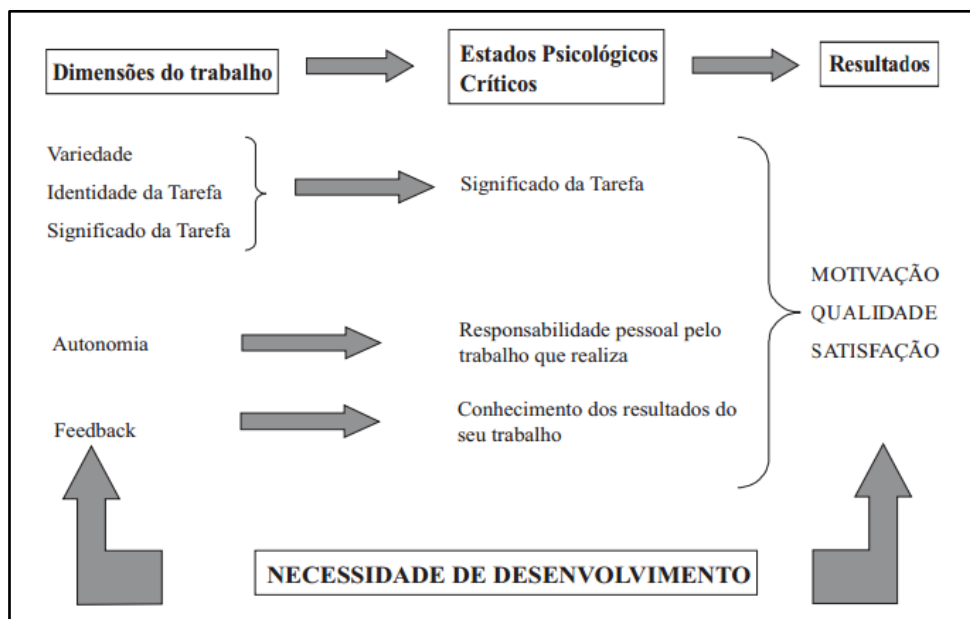 Dimensões do trabalho
Estados Psicológicos
Críticos
Resultados
Variedade
Identidade da Tarefa
Significado da Tarefa
Significado da Tarefa
Autonomia
Responsabilidade pessoal pelo
trabalho que realiza
Feedback
Conhecimento dos resultados do
seu trabalho
MOTIVAÇÃO
QUALIDADE
SATISFAÇÃO
NECESSIDADE DE DESENVOLVIMENTO